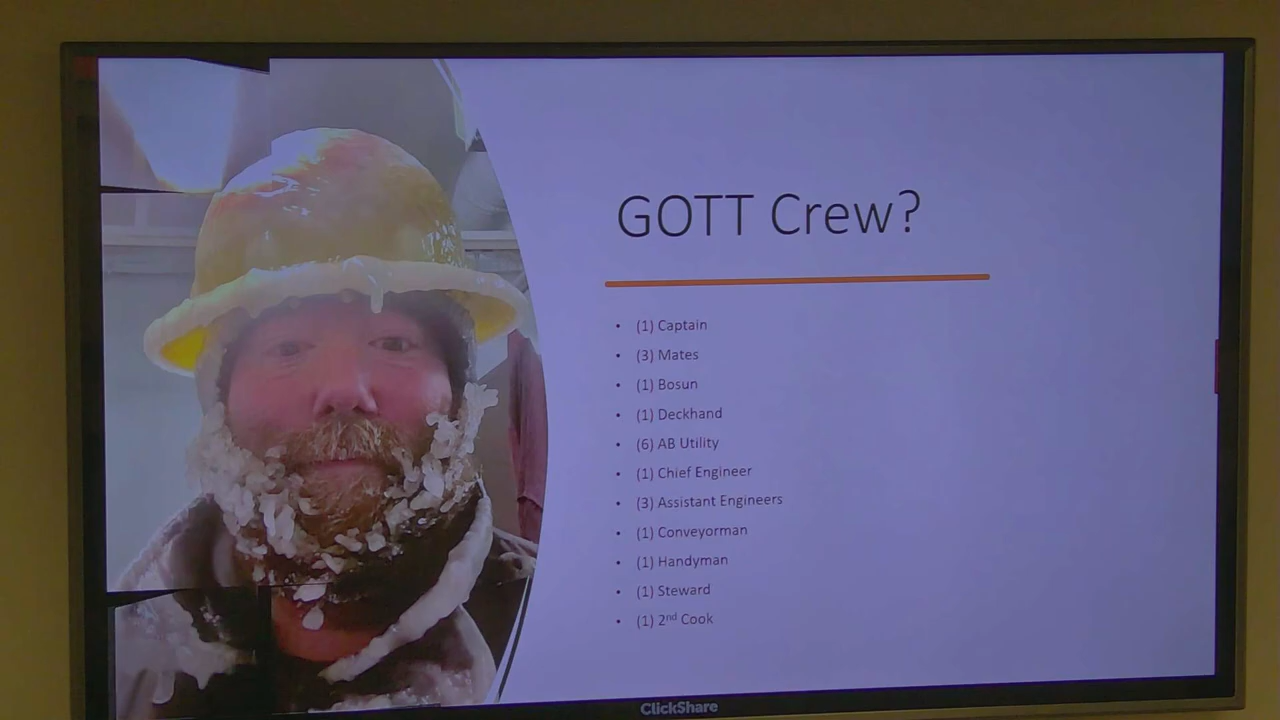 GOTT Crew?
• (1) Captain
• (3) Mates
• (1) Bosun
• (1) Deckhand
• (6) AB Utility
• (1) Chief Engineer
• (3) Assistant Engineers
• (1) Conveyorman
• (1) Handyman
• (1) Steward
• (1) 2nd Cook
ClickShare